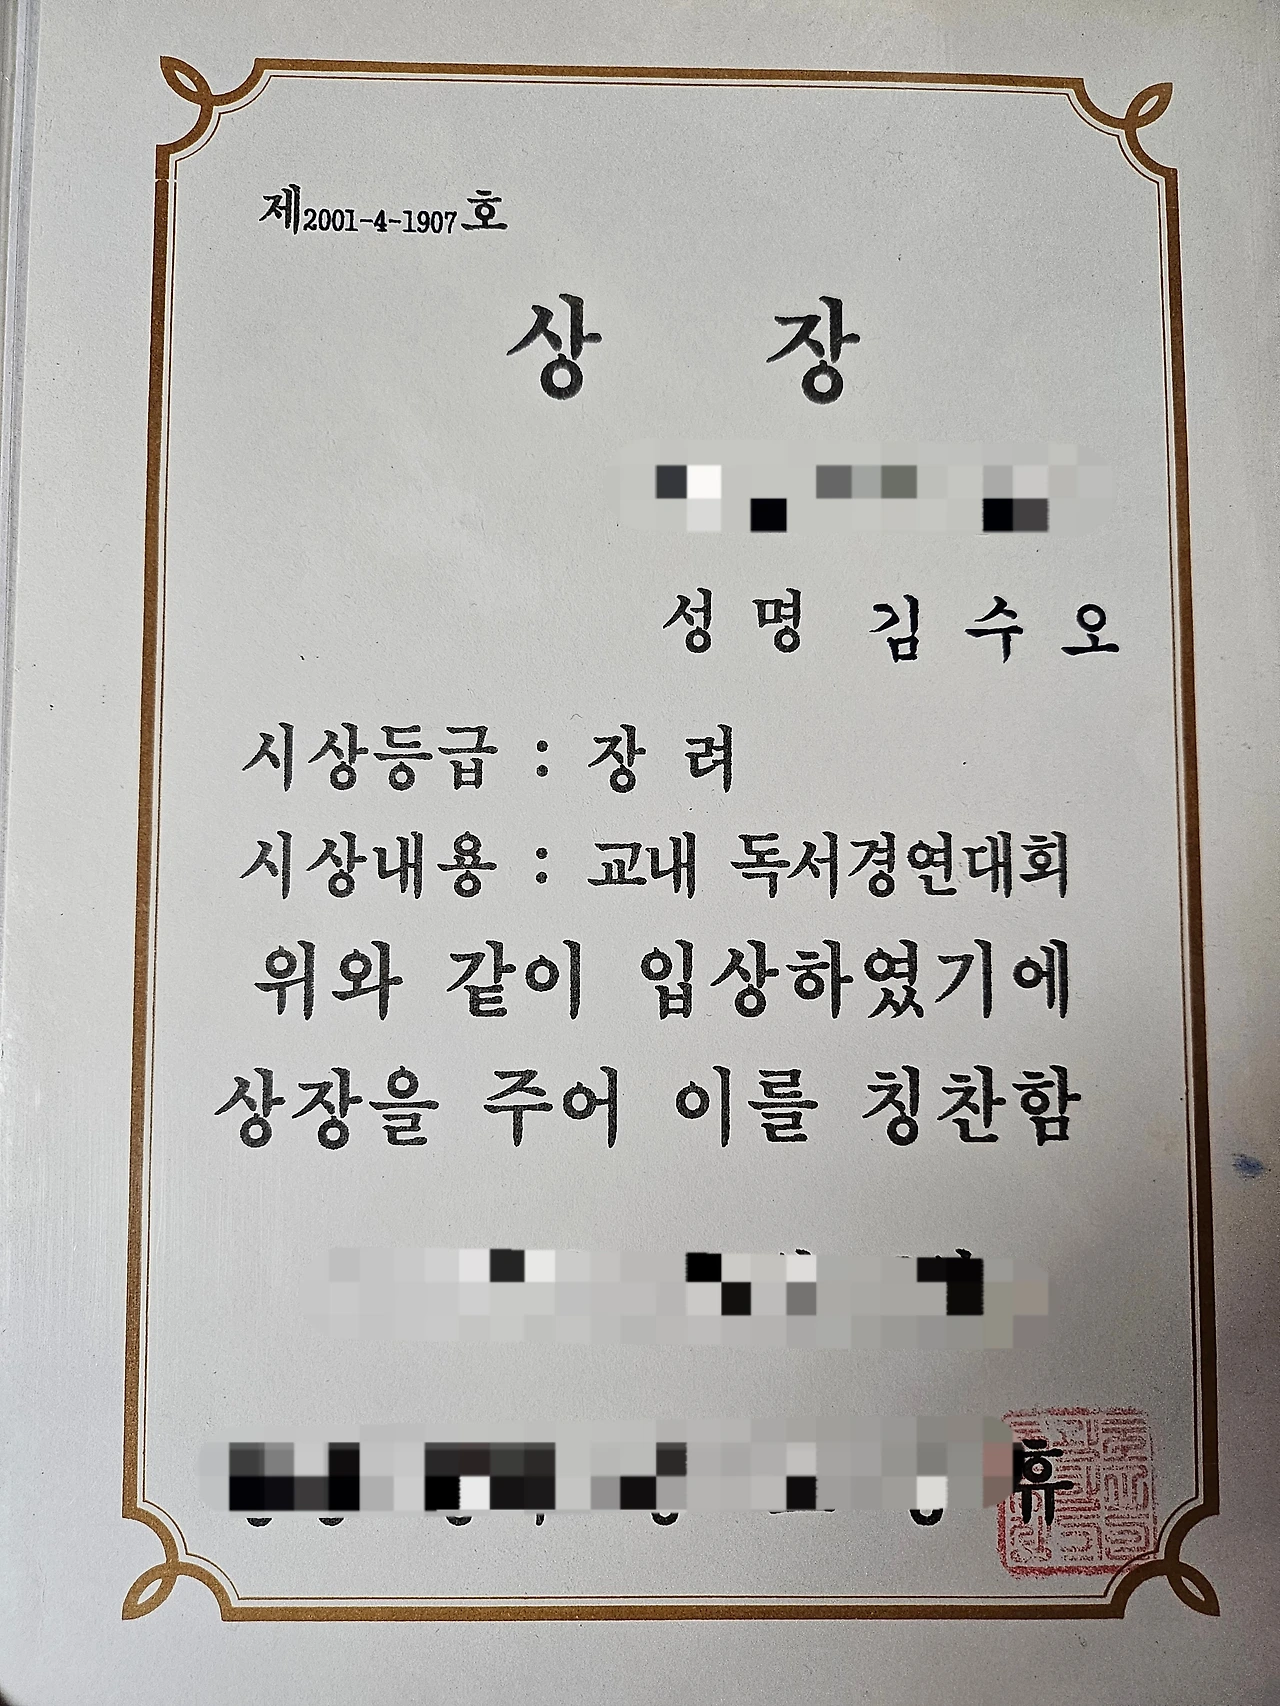 제2001-4-1907호
상 장
성 명 김 수 오
시상등급 : 장 려
시상내용 : 교내 독서경연대회
위와 같이 입상하였기에
상장을 주어 이를 칭찬함
휴